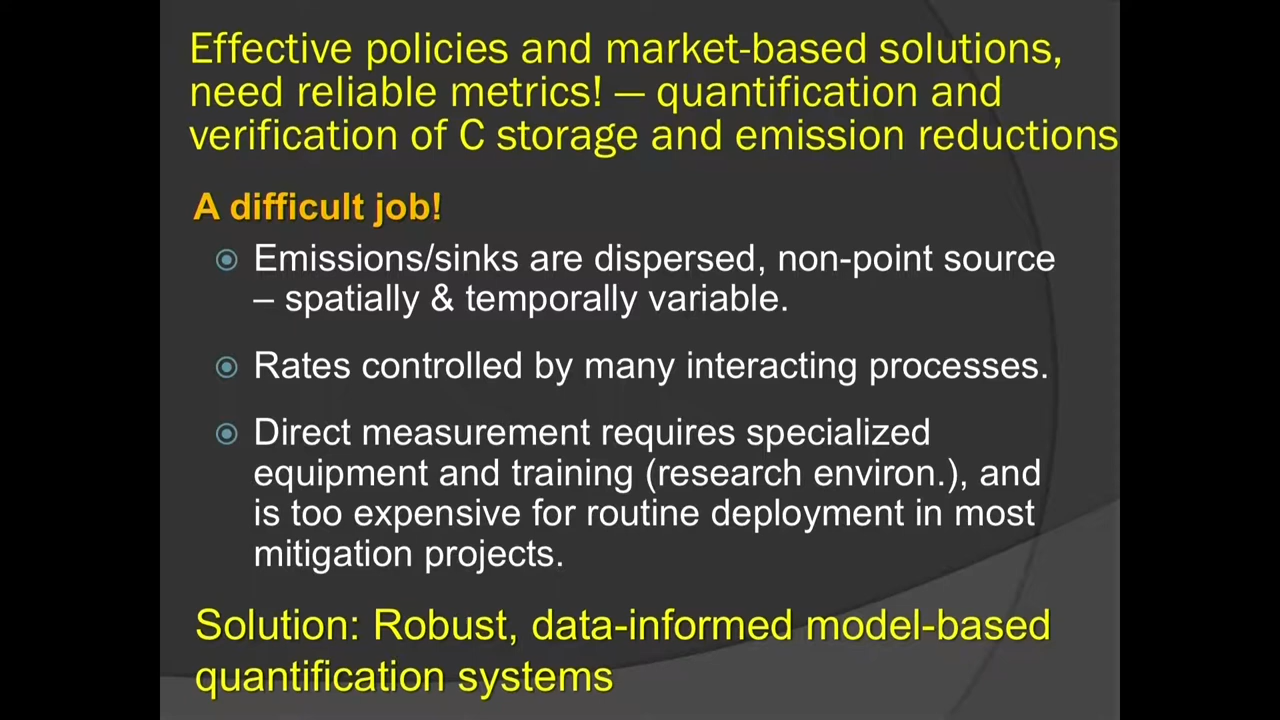 Effective policies and market-based solutions,
need reliable metrics! — quantification and
verification of C storage and emission reductions
A difficult job!
Emissions/sinks are dispersed, non-point source
– spatially & temporally variable.
Rates controlled by many interacting processes.
Direct measurement requires specialized
equipment and training (research environ.), and
is too expensive for routine deployment in most
mitigation projects.
Solution: Robust, data-informed model-based
quantification systems